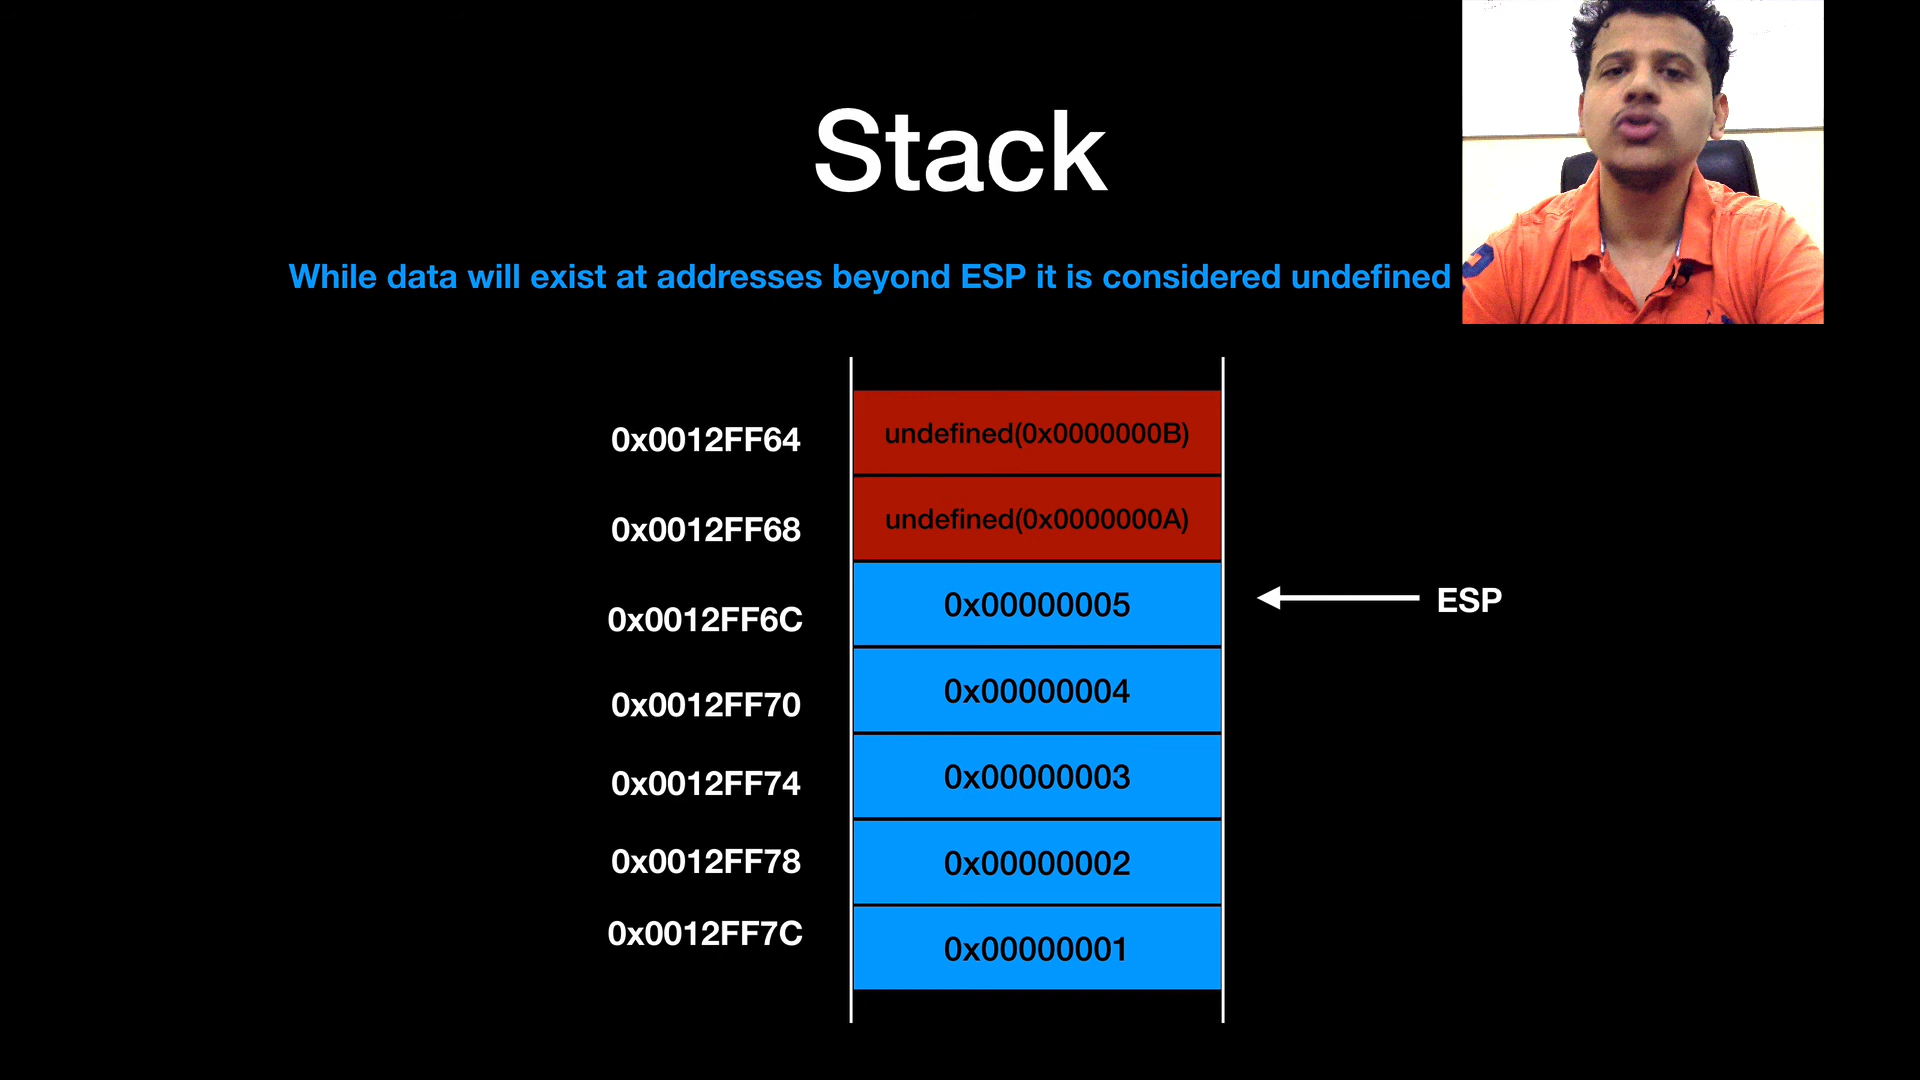 Stack
While data will exist at addresses beyond ESP it is considered undefined
0x0012FF64 undefined(0x0000000B)
0x0012FF68 undefined(0x0000000A)
0x0012FF6C 0x00000005 ESP
0x0012FF70 0x00000004
0x0012FF74 0x00000003
0x0012FF78 0x00000002
0x0012FF7C 0x00000001